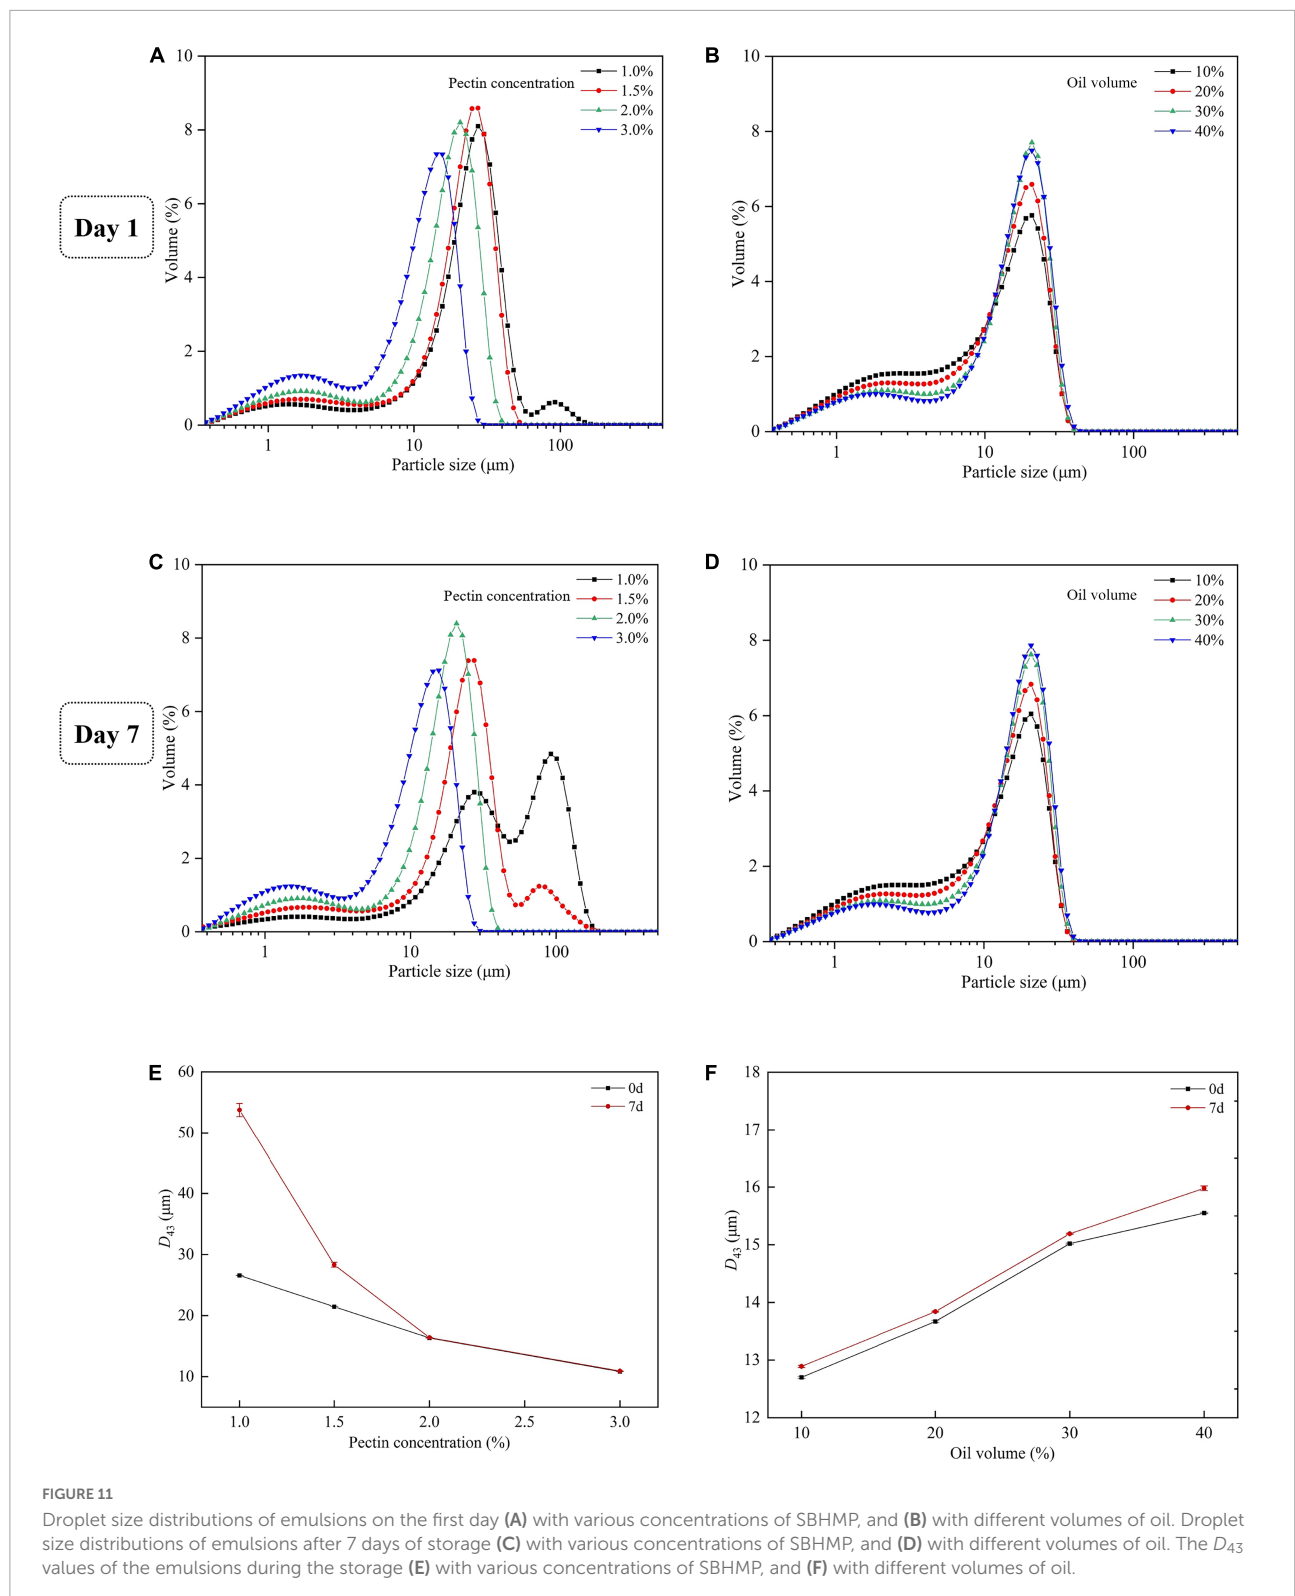 A
10
8
6
4
2
0
Volume (%)
Pectin concentration
1.0%
1.5%
2.0%
3.0%
1
10
100
Particle size (μm)
B
10
8
6
4
2
0
Volume (%)
Oil volume
10%
20%
30%
40%
1
10
100
Particle size (μm)
Day 1
C
10
8
6
4
2
0
Volume (%)
Pectin concentration
1.0%
1.5%
2.0%
3.0%
1
10
100
Particle size (μm)
D
10
8
6
4
2
0
Volume (%)
Oil volume
10%
20%
30%
40%
1
10
100
Particle size (μm)
Day 7
E
60
50
40
30
20
10
D43 (μm)
0d
7d
1.0
1.5
2.0
2.5
3.0
Pectin concentration (%)
F
18
17
16
15
14
13
12
D43 (μm)
0d
7d
10
20
30
40
Oil volume (%)
FIGURE 11
Droplet size distributions of emulsions on the first day (A) with various concentrations of SBHMP, and (B) with different volumes of oil. Droplet
size distributions of emulsions after 7 days of storage (C) with various concentrations of SBHMP, and (D) with different volumes of oil. The D43
values of the emulsions during the storage (E) with various concentrations of SBHMP, and (F) with different volumes of oil.